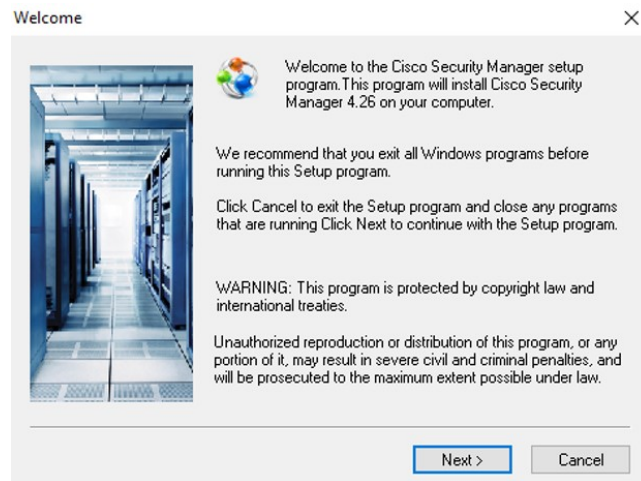 Welcome
Welcome to the Cisco Security Manager setup
program.This program will install Cisco Security
Manager 4.26 on your computer.
We recommend that you exit all Windows programs before
running this Setup program.
Click Cancel to exit the Setup program and close any programs
that are running Click Next to continue with the Setup program.
WARNING: This program is protected by copyright law and
international treaties.
Unauthorized reproduction or distribution of this program, or any
portion of it, may result in severe civil and criminal penalties, and
will be prosecuted to the maximum extent possible under law.
Next >
Cancel